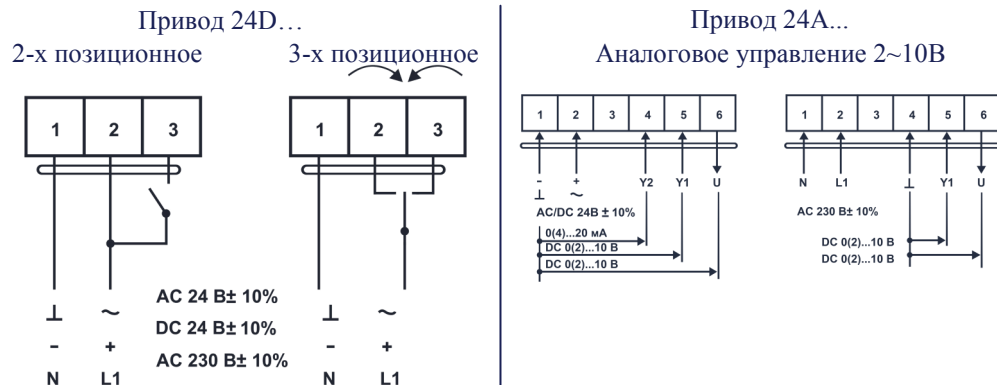 Привод 24D...
2-х позиционное 3-х позиционное
1 2 3
1 2 3
⊥ ~
- +
N L1
AC 24 В± 10%
DC 24 В± 10%
AC 230 В± 10%
⊥ ~
- +
N L1
Привод 24А...
Аналоговое управление 2~10В
1 2 3 4 5 6
- + Y2 Y1 U
⊥ ~
AC/DC 24В ± 10%
0(4)...20 мА
DC 0(2)...10 В
DC 0(2)...10 В
1 2 3 4 5 6
N L1 ⊥ Y1 U
AC 230 В± 10%
DC 0(2)...10 В
DC 0(2)...10 В